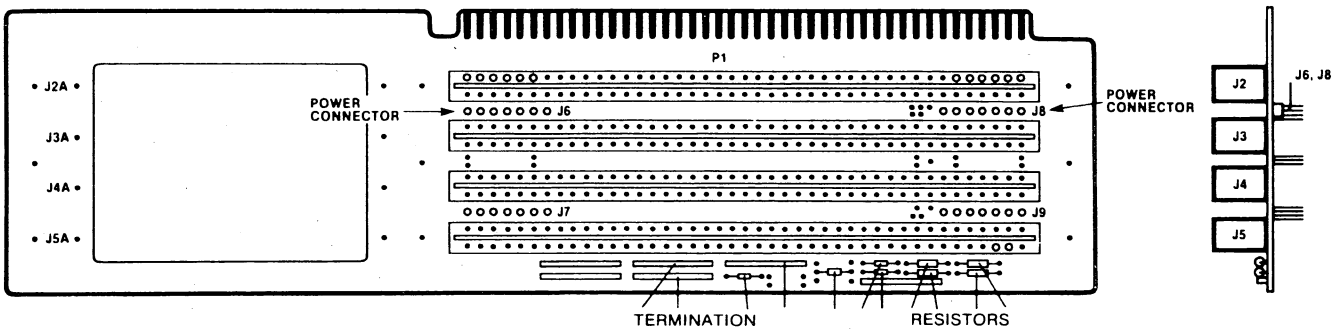 P1
J2A
POWER
CONNECTOR
J6
J8
POWER
CONNECTOR
J3A
J4A
J7
J9
J5A
TERMINATION RESISTORS
J2
J6, J8
J3
J4
J5